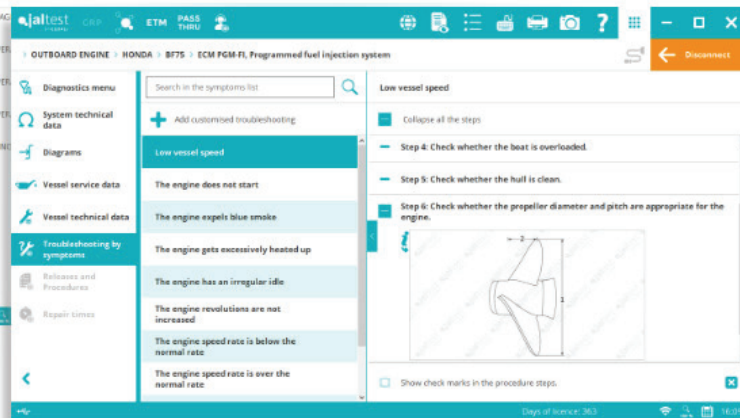 jaltest
GRP
ETM
PASS
THRU
?
> OUTBOARD ENGINE > HONDA > BF75 > ECM PGM-FI, Programmed fuel injection system
Disconnect
Diagnostics menu
System technical
data
Diagrams
Vessel service data
Vessel technical data
Troubleshooting by
symptoms
Releases and
Procedures
Repair times
Search in the symptoms list
Add customised troubleshooting
Low vessel speed
The engine does not start
The engine expels blue smoke
The engine gets excessively heated up
The engine has an irregular idle
The engine revolutions are not
increased
The engine speed rate is below the
normal rate
The engine speed rate is over the
normal rate
Low vessel speed
Collapse all the steps
Step 4: Check whether the boat is overloaded.
Step 5: Check whether the hull is clean.
Step 6: Check whether the propeller diameter and pitch are appropriate for the
engine.
2
1
Show check marks in the procedure steps.
Days of licence: 363